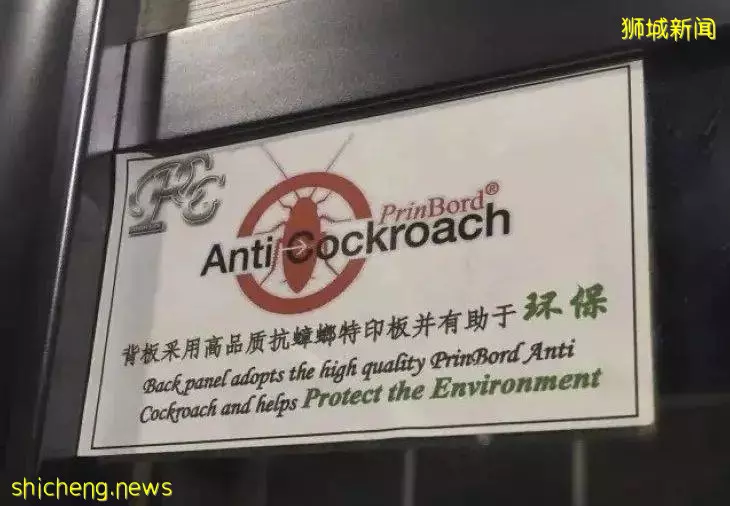 狮城新闻
PrinBord®
Anti Cockroach
背板采用高品质抗蟑螂特印板并有助于 环保
Back panel adopts the high quality PrinBord Anti
Cockroach and helps Protect the Environment
shicheng.news